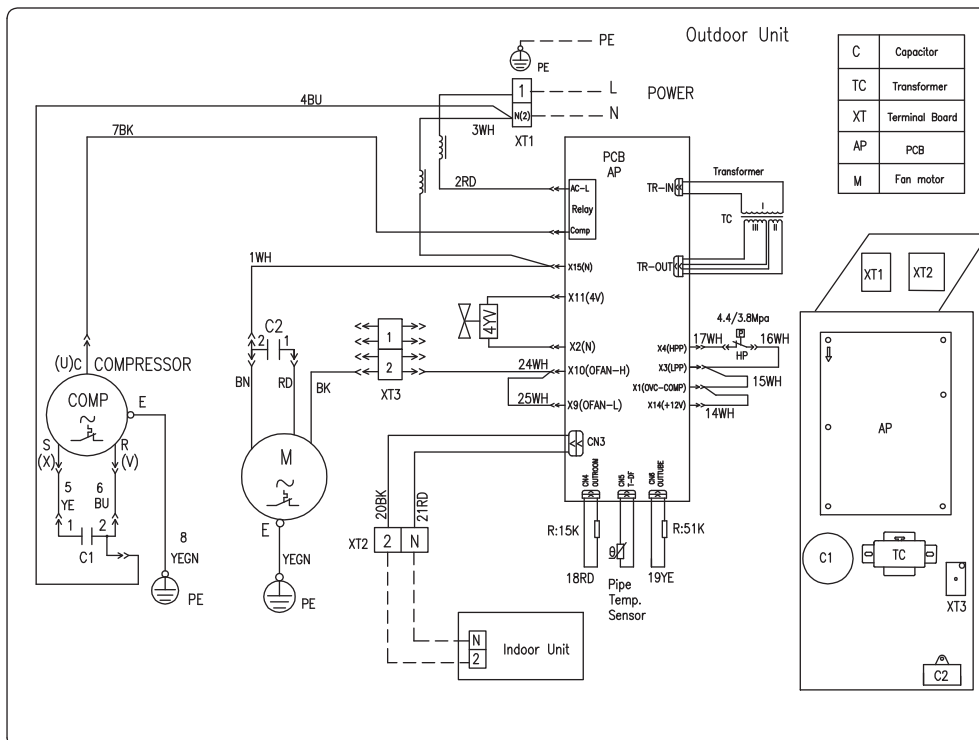 Outdoor Unit
PE
PE
1
L
POWER
N(2)
N
XT1
4BU
3WH
7BK
2RD
C Capacitor
TC Transformer
XT Terminal Board
AP PCB
M Fan motor
PCB
AP
AC-L
Relay
Comp
TR-IN
Transformer
TC
I
III
II
TR-OUT
X15(N)
1WH
X11(4V)
4YV
X2(N)
C2
2
1
BN
RD
BK
1
2
XT3
24WH
X10(OFAN-H)
25WH
X9(OFAN-L)
4.4/3.8Mpa
P
17WH
16WH
HP
X4(HPP)
X3(LPP)
15WH
X1(OVC-COMP)
X14(+12V)
14WH
CN3
(U)C
COMPRESSOR
COMP
E
S
(X)
R
(V)
5
YE
6
BU
1
2
C1
8
YEGN
PE
M
E
YEGN
PE
20BK
21RD
XT2
2
N
CN4
OUTROOM
CN5
T-DF
CN6
OUTTUBE
R:15K
R:51K
θ
18RD
19YE
Pipe
Temp.
Sensor
N
2
Indoor Unit
XT1
XT2
AP
C1
TC
XT3
C2